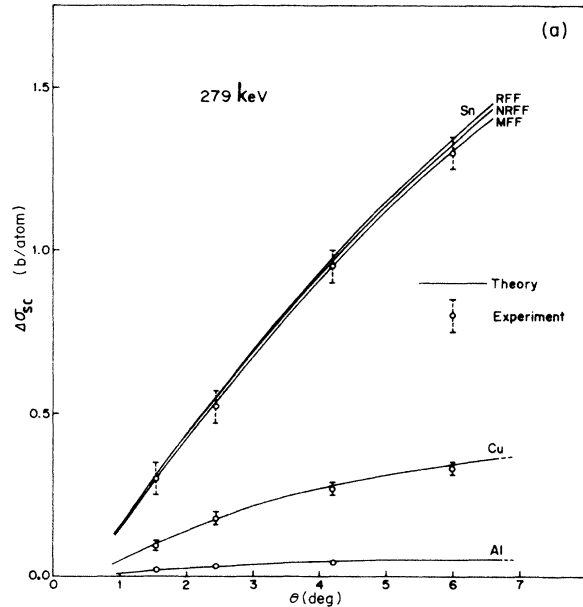 (a)
1.5
279 keV
Sn
RFF
NRFF
MFF
1.0
Δσsc (b/atom)
Theory
Experiment
0.5
Cu
Al
0.0
0 1 2 3 4 5 6 7
θ(deg)